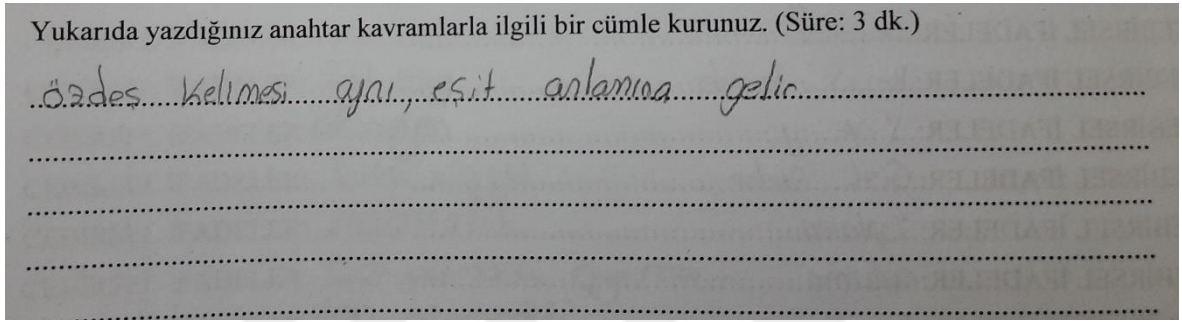 Yukarıda yazdığınız anahtar kavramlarla ilgili bir cümle kurunuz. (Süre: 3 dk.)
özdeş kelimesi aynı, eşit anlamına gelir